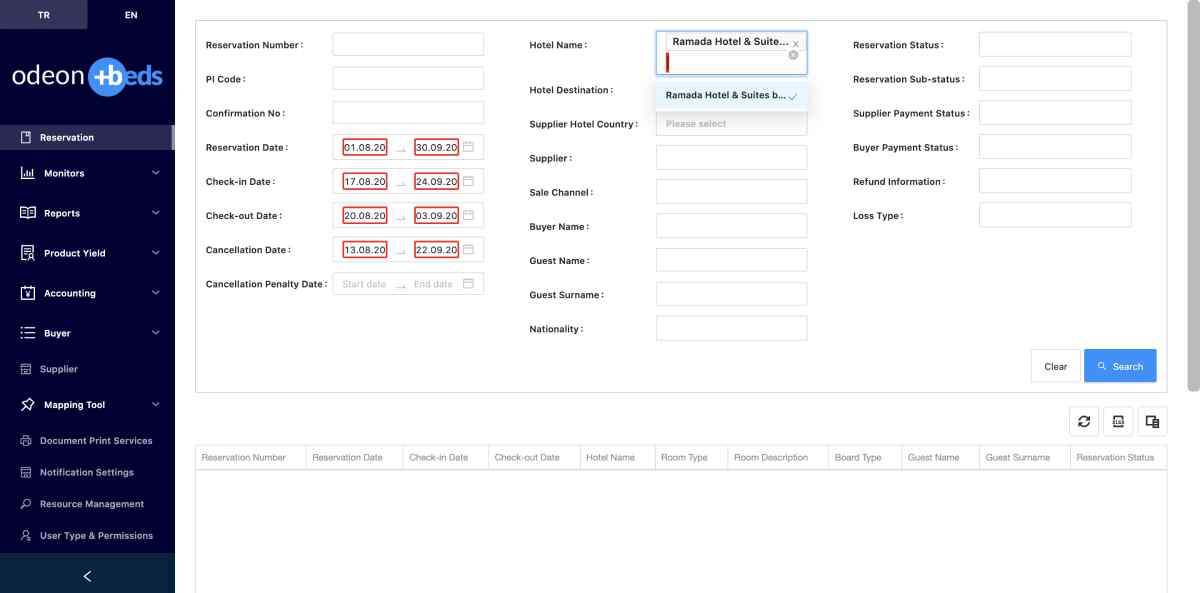 TR
EN
odeon +beds
Reservation
Monitors
Reports
Product Yield
Accounting
Buyer
Supplier
Mapping Tool
Document Print Services
Notification Settings
Resource Management
User Type & Permissions
Reservation Number :
PI Code :
Confirmation No :
Reservation Date : 01.08.20 30.09.20
Check-in Date : 17.08.20 24.09.20
Check-out Date : 20.08.20 03.09.20
Cancellation Date : 13.08.20 22.09.20
Cancellation Penalty Date : Start date End date
Hotel Name : Ramada Hotel & Suite...
Ramada Hotel & Suites b...
Hotel Destination :
Supplier Hotel Country : Please select
Supplier :
Sale Channel :
Buyer Name :
Guest Name :
Guest Surname :
Nationality :
Reservation Status :
Reservation Sub-status :
Supplier Payment Status :
Buyer Payment Status :
Refund Information :
Loss Type :
Clear
Search
Reservation Number Reservation Date Check-in Date Check-out Date Hotel Name Room Type Room Description Board Type Guest Name Guest Surname Reservation Status